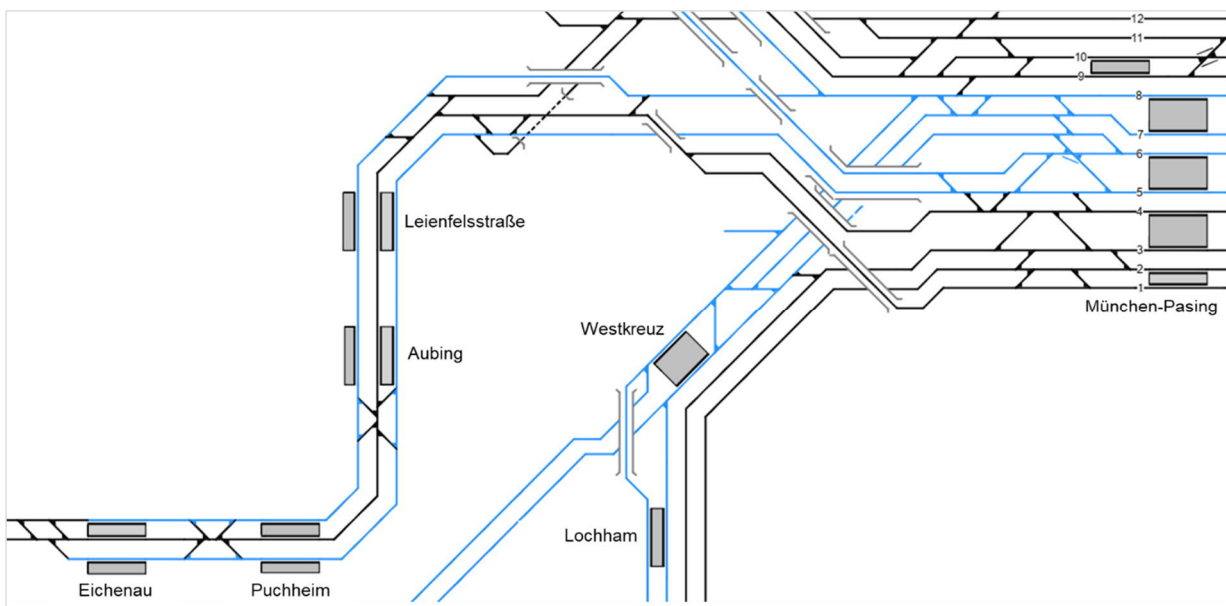 12
11
10
9
8
7
6
5
4
3
2
1
München-Pasing
Leienfelsstraße
Westkreuz
Aubing
Lochham
Eichenau
Puchheim